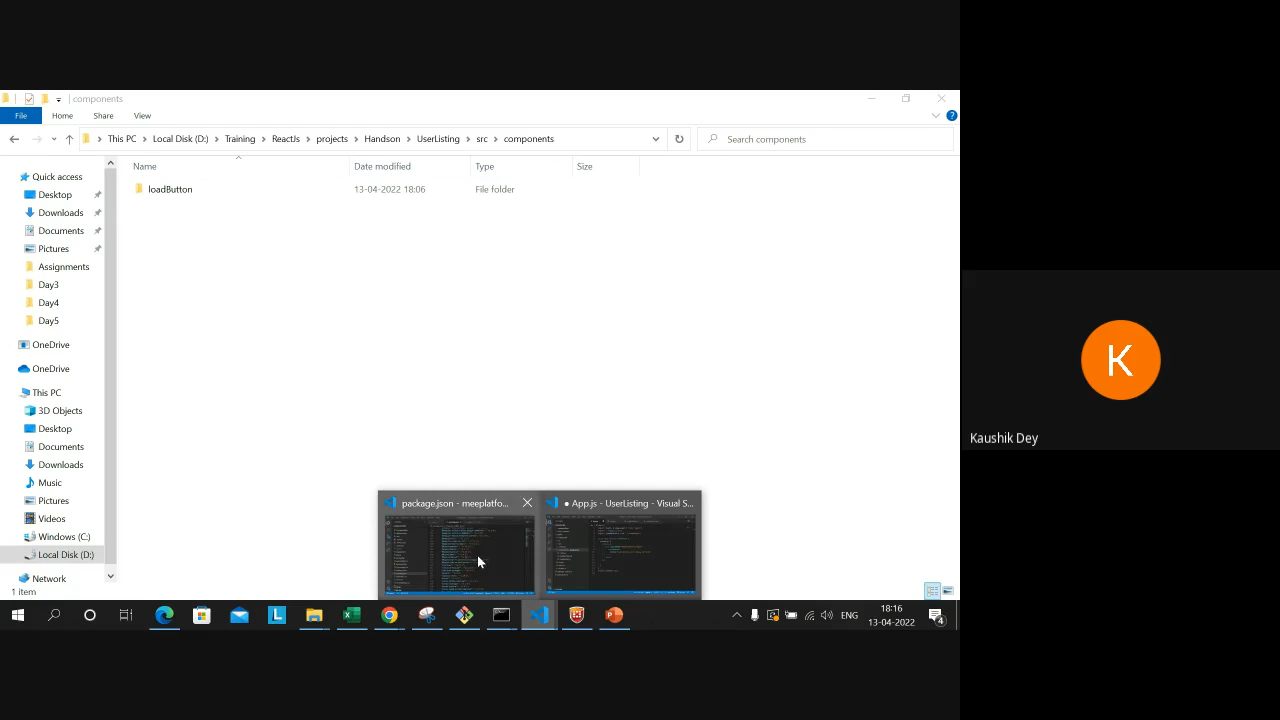 components
File
Home
Share
View
This PC
Local Disk (D:)
Training
ReactJs
projects
Handson
UserListing
src
components
Search components
Name
Date modified
Type
Size
loadButton
13-04-2022 18:06
File folder
Quick access
Desktop
Downloads
Documents
Pictures
Assignments
Day3
Day4
Day5
OneDrive
OneDrive
This PC
3D Objects
Desktop
Documents
Downloads
Music
Pictures
Videos
Windows (C:)
Local Disk (D:)
Network
1 item
package.json - meeplatfo...
● App.js - UserListing - Visual S...
K
Kaushik Dey
L
ENG
18:16
13-04-2022
4